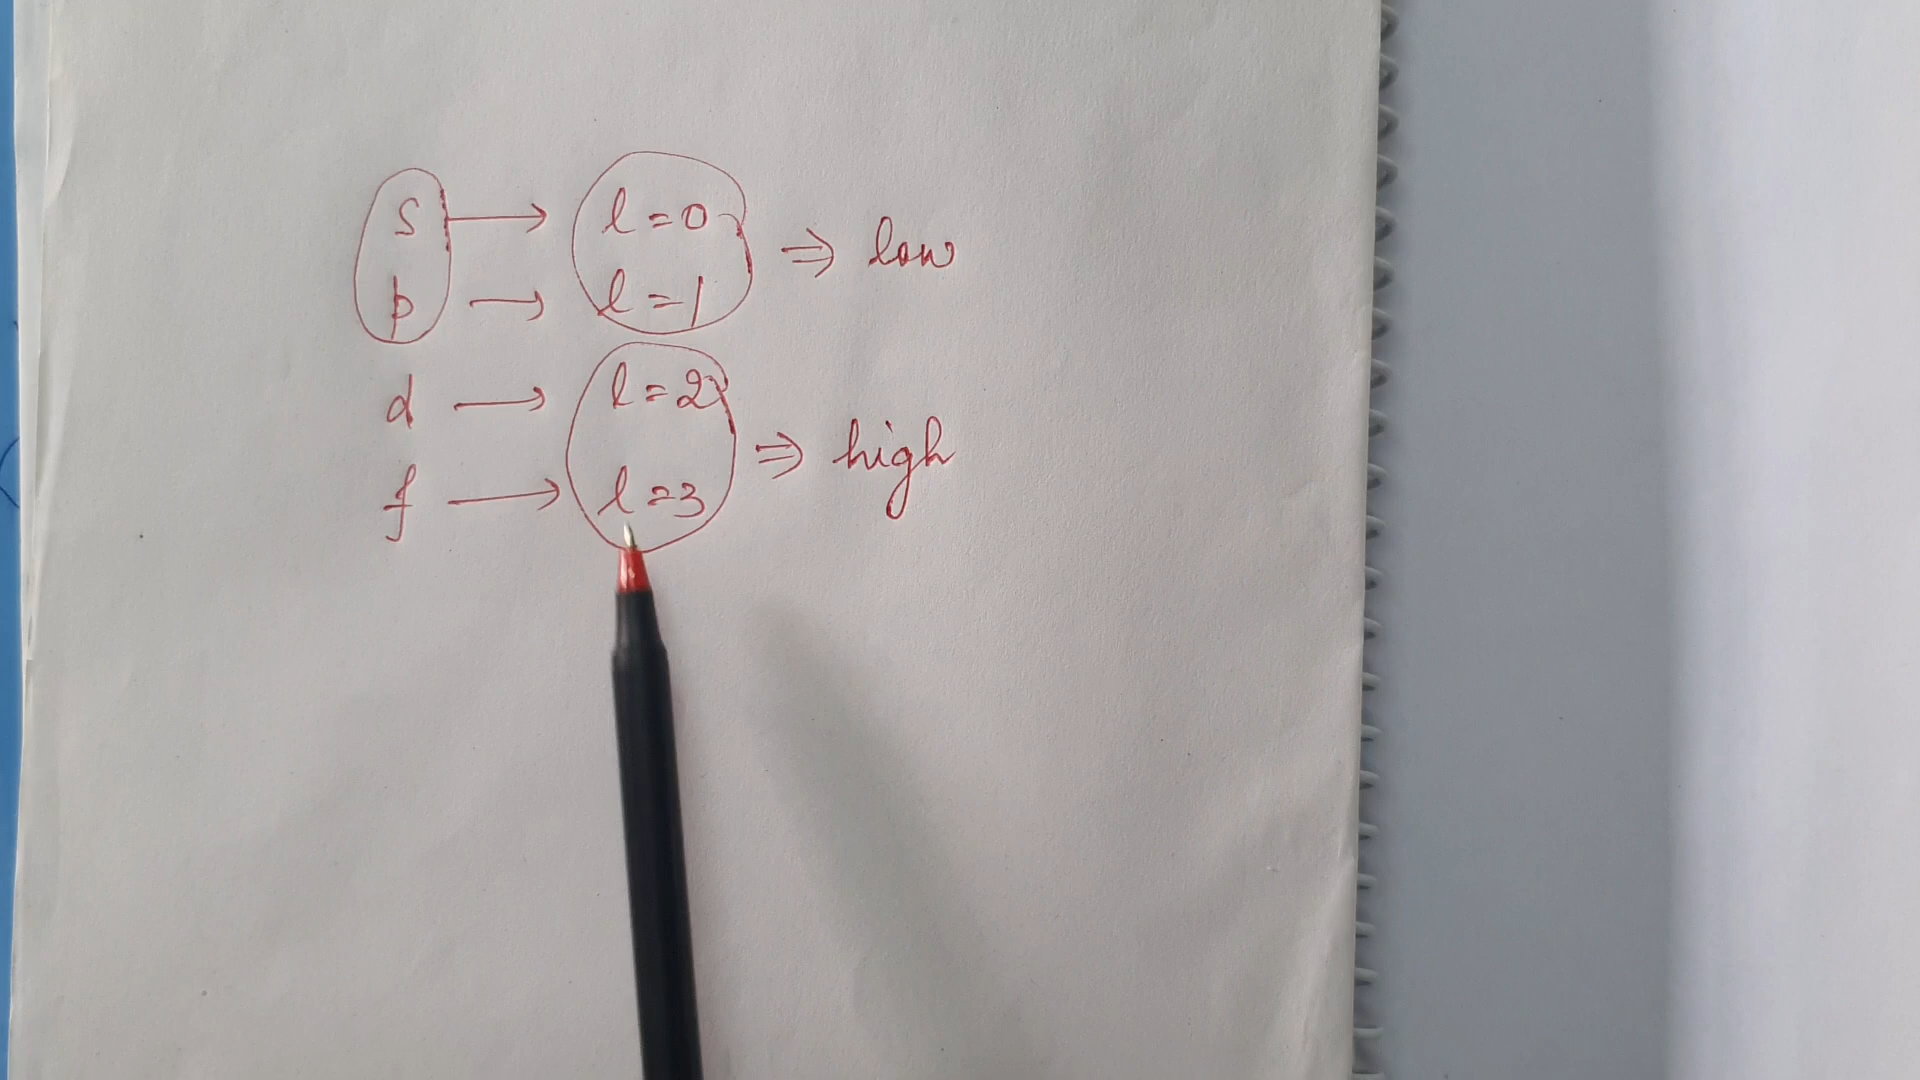 s → l=0 ⇒ low
p → l=1
d → l=2 ⇒ high
f → l=3